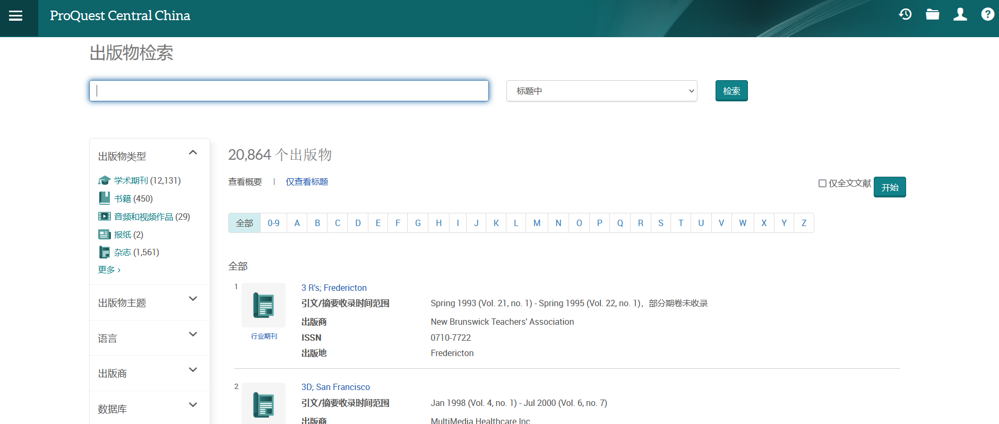 ProQuest Central China
出版物检索
标题中
检索
出版物类型
学术期刊 (12,131)
书籍 (450)
音频和视频作品 (29)
报纸 (2)
杂志 (1,561)
更多 ›
出版物主题
语言
出版商
数据库
20,864 个出版物
查看概要 | 仅查看标题
仅全文文献 开始
全部 0-9 A B C D E F G H I J K L M N O P Q R S T U V W X Y Z
全部
1
行业期刊
3 R's; Fredericton
引文/摘要收录时间范围 Spring 1993 (Vol. 21, no. 1) - Spring 1995 (Vol. 22, no. 1)，部分期卷未收录
出版商 New Brunswick Teachers' Association
ISSN 0710-7722
出版地 Fredericton
2
3D; San Francisco
引文/摘要收录时间范围 Jan 1998 (Vol. 4, no. 1) - Jul 2000 (Vol. 6, no. 7)
出版商 MultiMedia Healthcare Inc